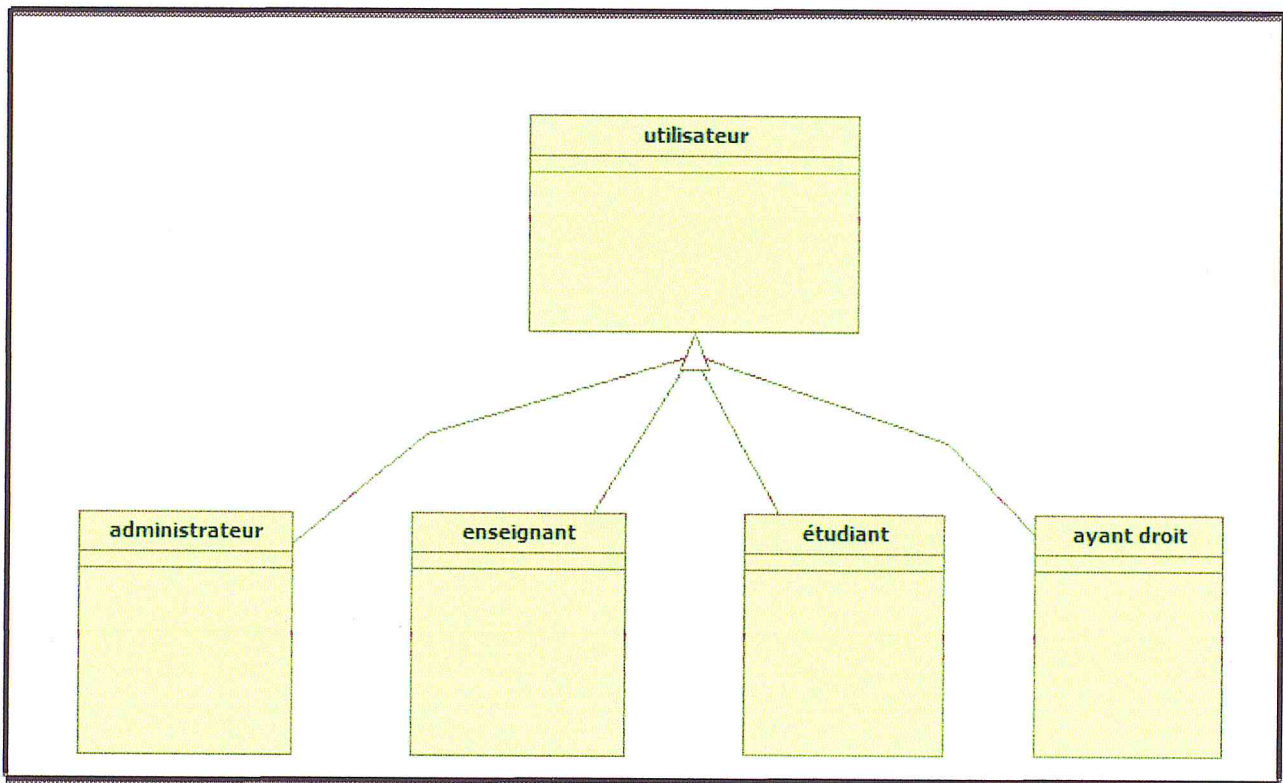 utilisateur
administrateur
enseignant
étudiant
ayant droit